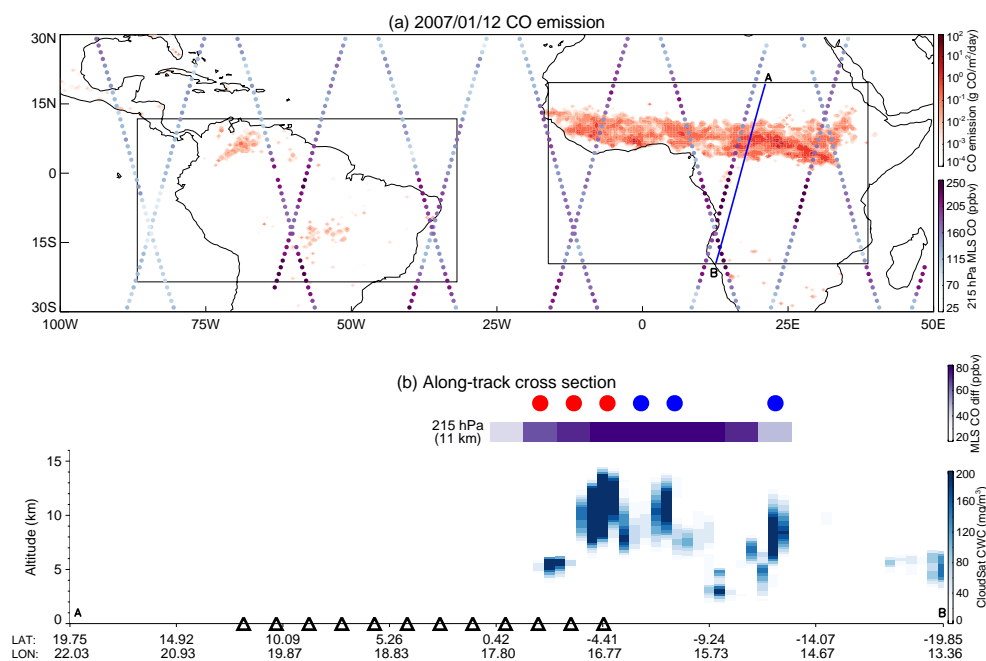 (a) 2007/01/12 CO emission
30N
15N
0
15S
30S
100W 75W 50W 25W 0 25E 50E
A
B
10²
10¹
10⁰
10⁻¹
10⁻²
10⁻³
10⁻⁴
CO emission (g CO/m²/day)
250
205
160
115
70
25
215 hPa MLS CO (ppbv)
(b) Along-track cross section
215 hPa
(11 km)
80
60
40
20
MLS CO diff (ppbv)
15
10
5
0
Altitude (km)
A
B
200
160
120
80
40
0
CloudSat CWC (mg/m³)
LAT: 19.75 14.92 10.09 5.26 0.42 -4.41 -9.24 -14.07 -19.85
LON: 22.03 20.93 19.87 18.83 17.80 16.77 15.73 14.67 13.36